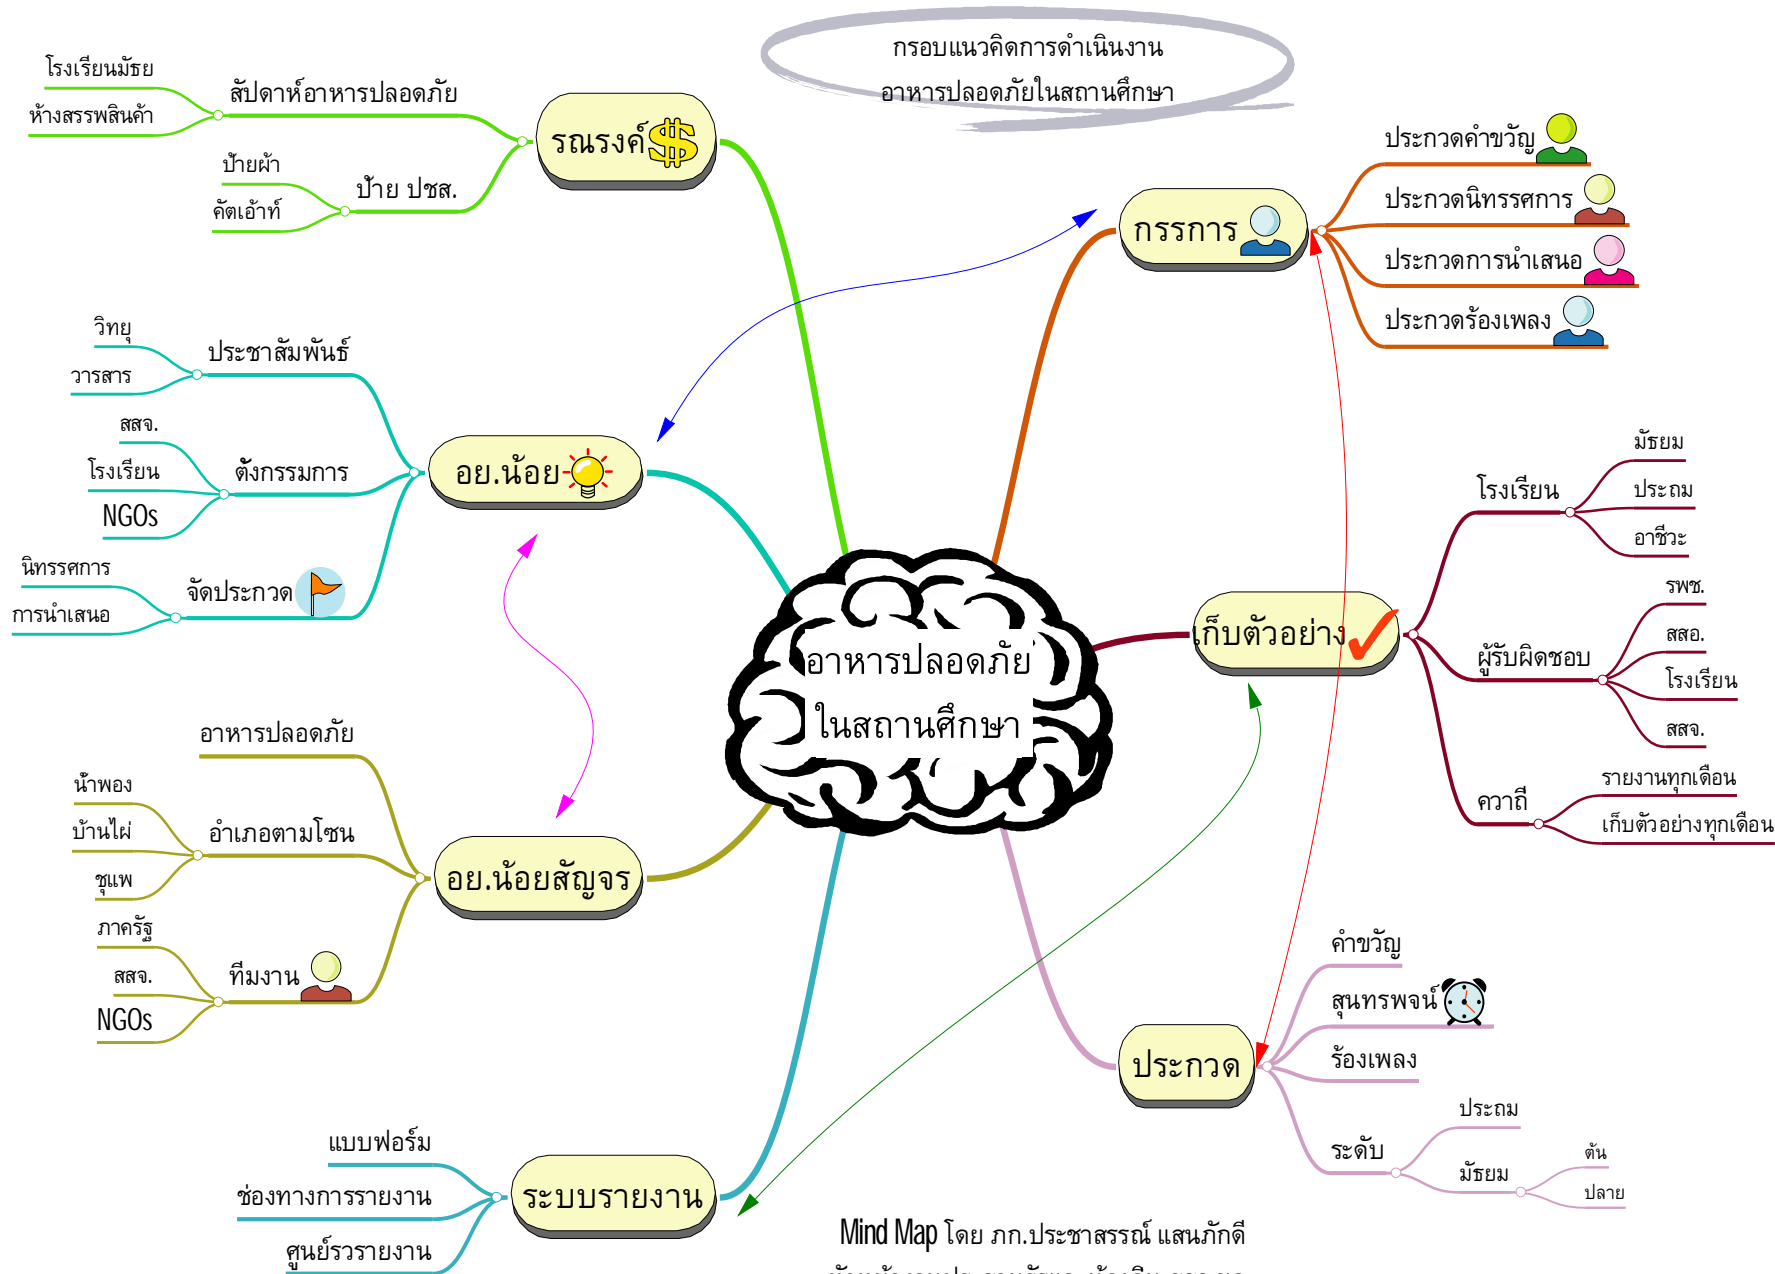 กรอบแนวคิดการดำเนินงาน
อาหารปลอดภัยในสถานศึกษา
โรงเรียนมัธย
ห้างสรรพสินค้า
สัปดาห์อาหารปลอดภัย
ป้ายผ้า
คัตเอ้าท์
ป้าย ปชส.
รณรงค์
กรรการ
ประกวดคำขวัญ
ประกวดนิทรรศการ
ประกวดการนำเสนอ
ประกวดร้องเพลง
วิทยุ
วารสาร
ประชาสัมพันธ์
สสจ.
โรงเรียน
NGOs
ตั้งกรรมการ
นิทรรศการ
การนำเสนอ
จัดประกวด
อย.น้อย
เก็บตัวอย่าง
โรงเรียน
มัธยม
ประถม
อาชีวะ
ผู้รับผิดชอบ
รพช.
สสอ.
โรงเรียน
สสจ.
ควาถี
รายงานทุกเดือน
เก็บตัวอย่างทุกเดือน
อาหารปลอดภัย
ในสถานศึกษา
อาหารปลอดภัย
น้ำพอง
บ้านไผ่
ชุแพ
อำเภอตามโซน
ภาครัฐ
สสจ.
NGOs
ทีมงาน
อย.น้อยสัญจร
ประกวด
คำขวัญ
สุนทรพจน์
ร้องเพลง
ระดับ
ประถม
มัธยม
ต้น
ปลาย
แบบฟอร์ม
ช่องทางการรายงาน
ศูนย์รวรายงาน
ระบบรายงาน
Mind Map โดย ภก.ประชาสรรณ์ แสนภักดี